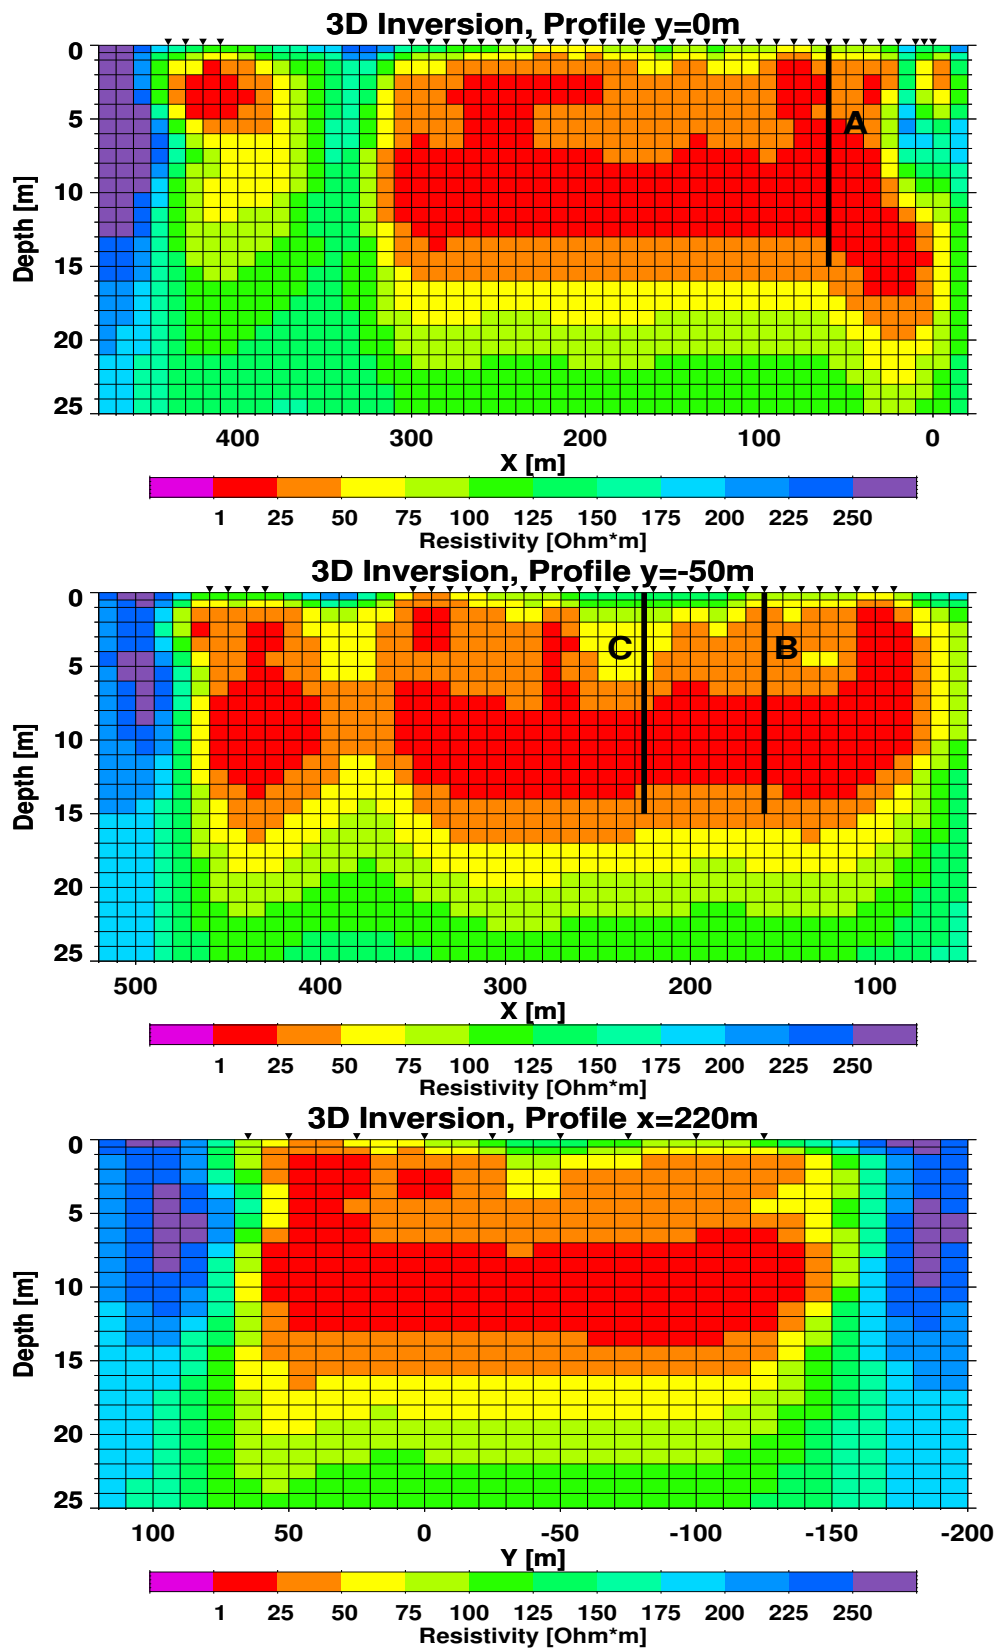 3D Inversion, Profile y=0m
0
5
10
15
20
25
Depth [m]
A
400 300 200 100 0
X [m]
1 25 50 75 100 125 150 175 200 225 250
Resistivity [Ohm*m]
3D Inversion, Profile y=-50m
0
5
10
15
20
25
Depth [m]
C B
500 400 300 200 100
X [m]
1 25 50 75 100 125 150 175 200 225 250
Resistivity [Ohm*m]
3D Inversion, Profile x=220m
0
5
10
15
20
25
Depth [m]
100 50 0 -50 -100 -150 -200
Y [m]
1 25 50 75 100 125 150 175 200 225 250
Resistivity [Ohm*m]